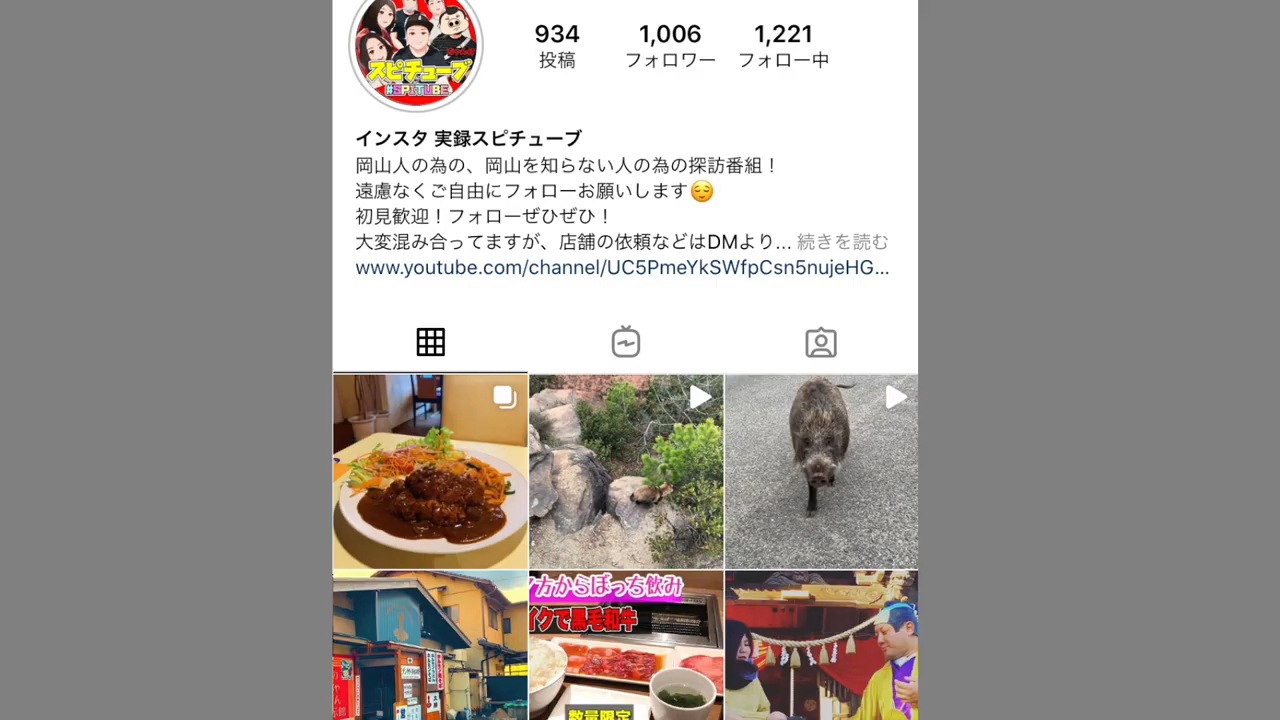 スピチューブ
#SPITUBE
934
投稿
1,006
フォロワー
1,221
フォロー中
インスタ 実録スピチューブ
岡山人の為の、岡山を知らない人の為の探訪番組！
遠慮なくご自由にフォローお願いします😌
初見歓迎！フォローぜひぜひ！
大変混み合ってますが、店舗の依頼などはDMより... 続きを読む
www.youtube.com/channel/UC5PmeYkSWfpCsn5nujeHG...
方からぼっち飲み
イクで黒毛和牛
数量限定